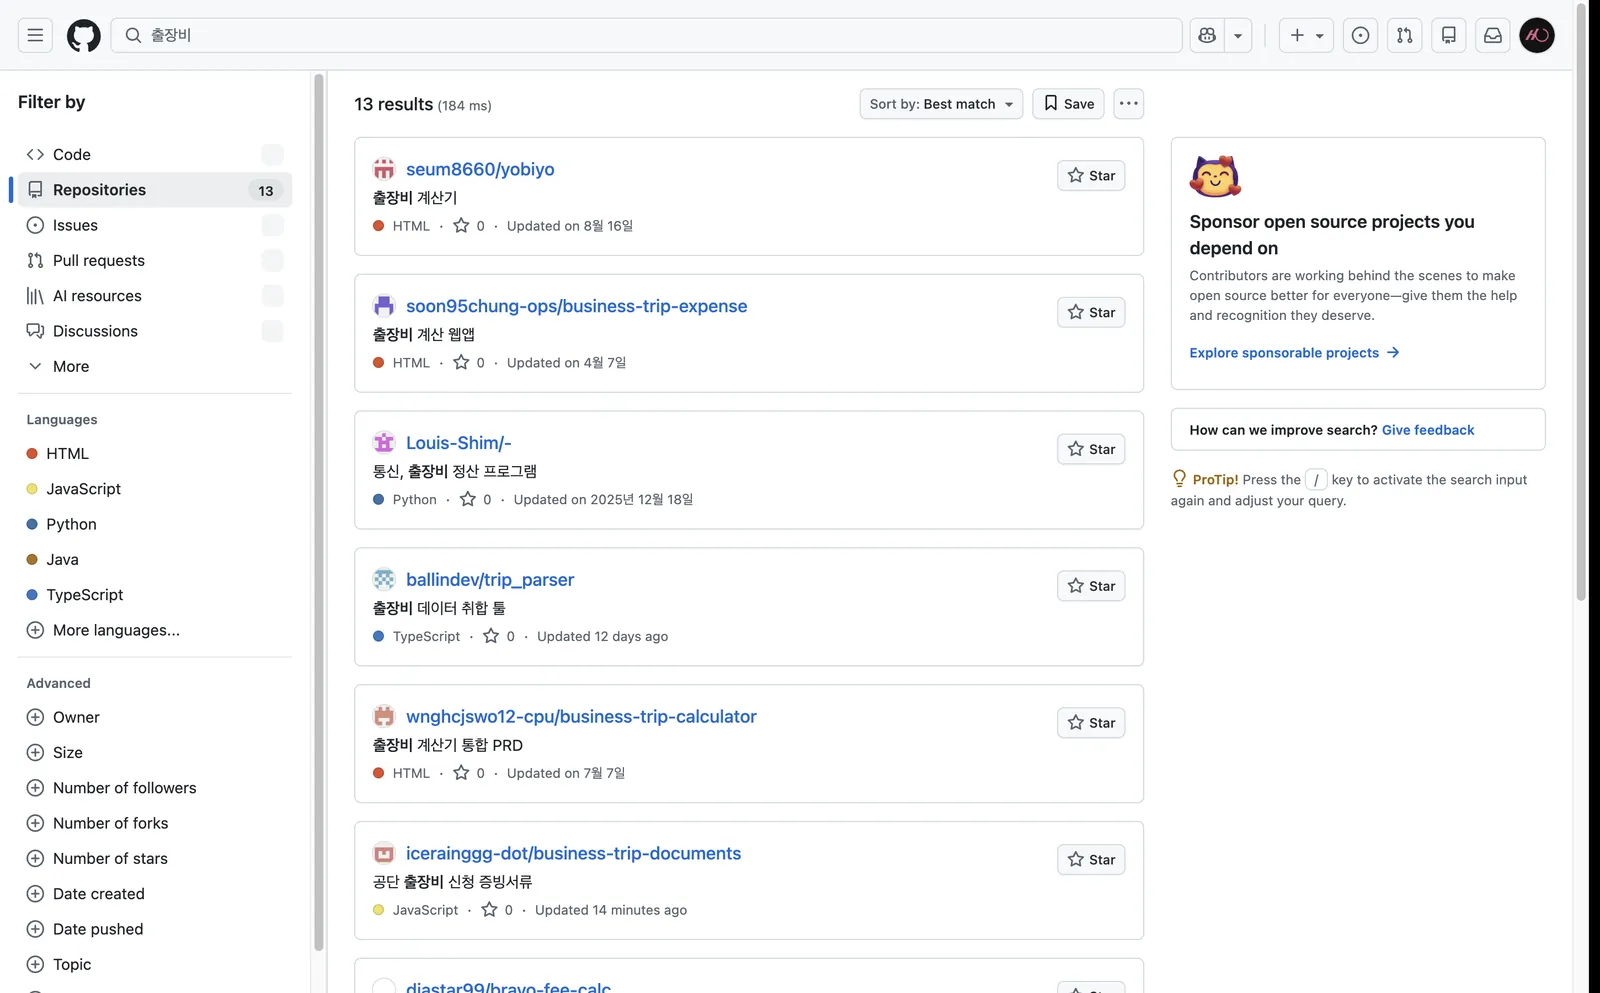 출장비
Filter by
Code
Repositories 13
Issues
Pull requests
AI resources
Discussions
More
Languages
HTML
JavaScript
Python
Java
TypeScript
More languages...
Advanced
Owner
Size
Number of followers
Number of forks
Number of stars
Date created
Date pushed
Topic
13 results (184 ms)
Sort by: Best match
Save
seum8660/yobiyo
Star
출장비 계산기
HTML · 0 · Updated on 8월 16일
soon95chung-ops/business-trip-expense
Star
출장비 계산 웹앱
HTML · 0 · Updated on 4월 7일
Louis-Shim/-
Star
통신, 출장비 정산 프로그램
Python · 0 · Updated on 2025년 12월 18일
ballindev/trip_parser
Star
출장비 데이터 취합 툴
TypeScript · 0 · Updated 12 days ago
wnghcjswo12-cpu/business-trip-calculator
Star
출장비 계산기 통합 PRD
HTML · 0 · Updated on 7월 7일
icerainggg-dot/business-trip-documents
Star
공단 출장비 신청 증빙서류
JavaScript · 0 · Updated 14 minutes ago
Sponsor open source projects you
depend on
Contributors are working behind the scenes to make
open source better for everyone—give them the help
and recognition they deserve.
Explore sponsorable projects →
How can we improve search? Give feedback
ProTip! Press the / key to activate the search input
again and adjust your query.